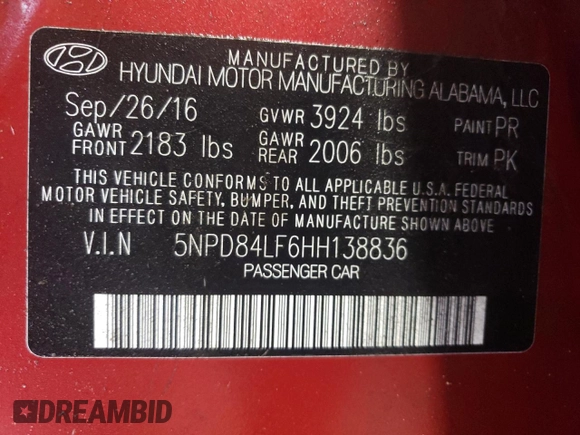 MANUFACTURED BY
HYUNDAI MOTOR MANUFACTURING ALABAMA, LLC
Sep/26/16 GVWR 3924 lbs PAINT PR
GAWR FRONT 2183 lbs GAWR REAR 2006 lbs TRIM PK
THIS VEHICLE CONFORMS TO ALL APPLICABLE U.S.A. FEDERAL
MOTOR VEHICLE SAFETY, BUMPER, AND THEFT PREVENTION STANDARDS
IN EFFECT ON THE DATE OF MANUFACTURE SHOWN ABOVE
V.I.N 5NPD84LF6HH138836
PASSENGER CAR
DREAMBID